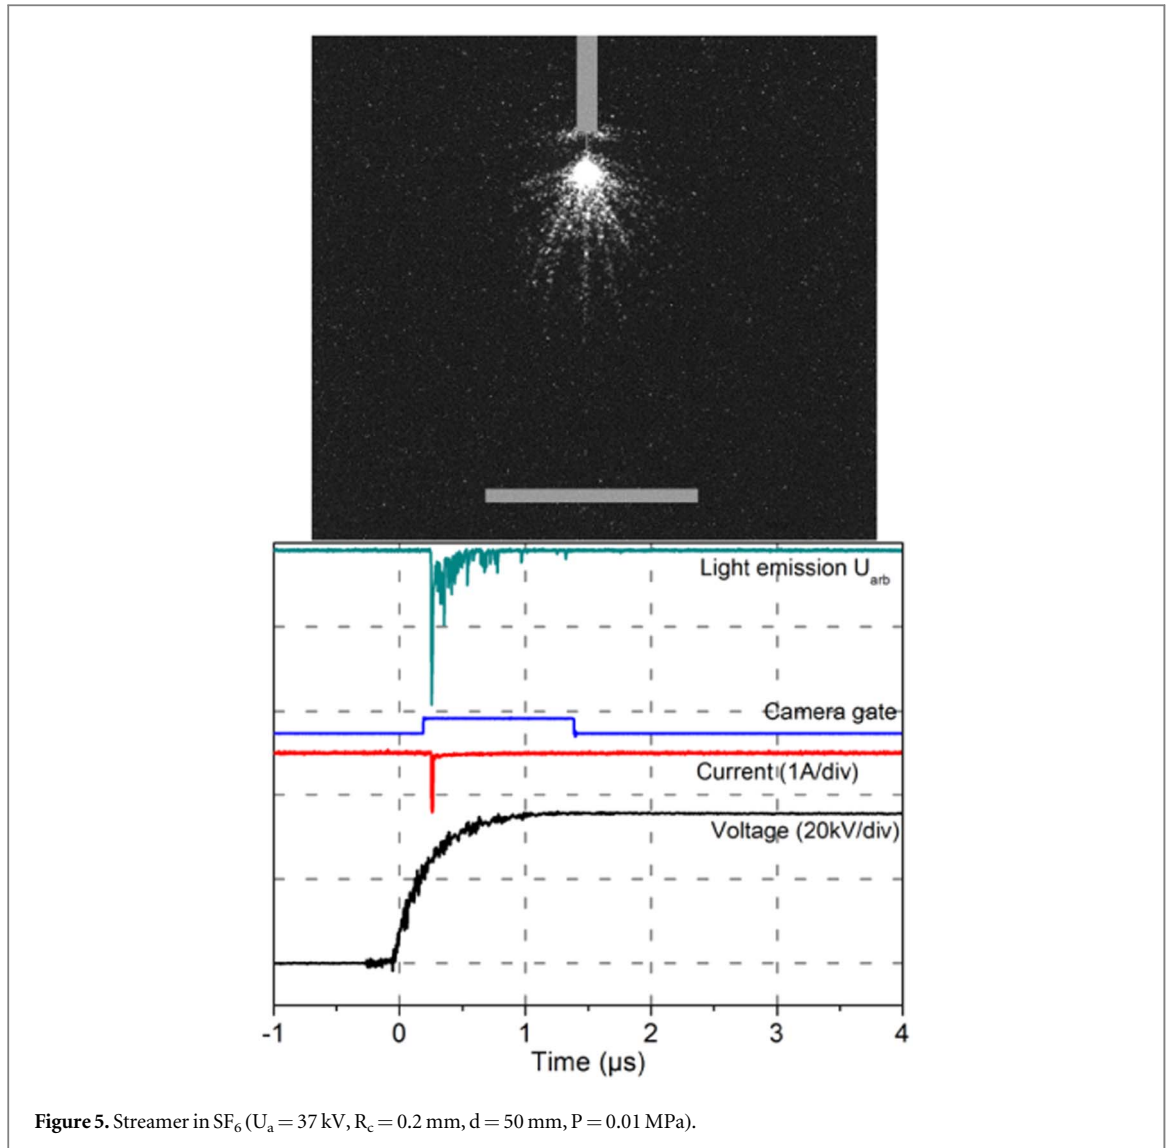 Light emission U_arb
Camera gate
Current (1A/div)
Voltage (20kV/div)
-1 0 1 2 3 4
Time (μs)
Figure 5. Streamer in SF₆ (Uₐ = 37 kV, R_c = 0.2 mm, d = 50 mm, P = 0.01 MPa).